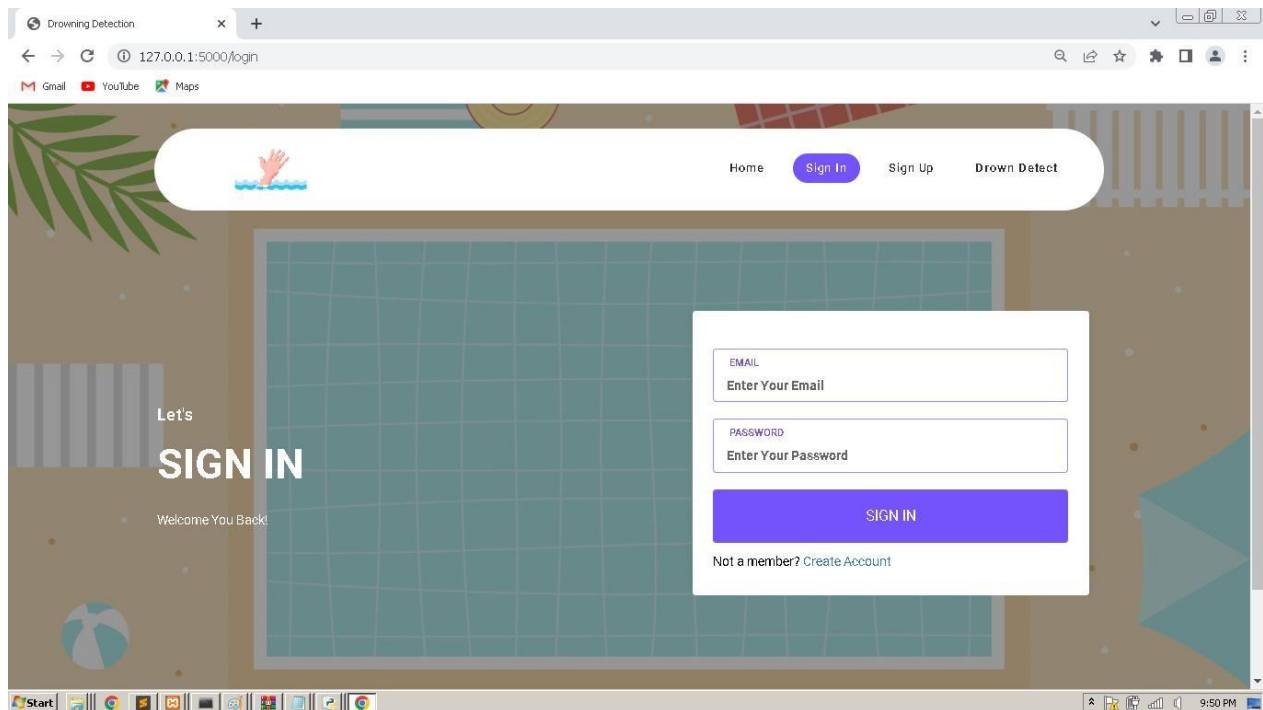 Drowning Detection
127.0.0.1:5000/login
Gmail YouTube Maps
Home Sign In Sign Up Drown Detect
Let's
SIGN IN
Welcome You Back!
EMAIL
Enter Your Email
PASSWORD
Enter Your Password
SIGN IN
Not a member? Create Account
Start 9:50 PM